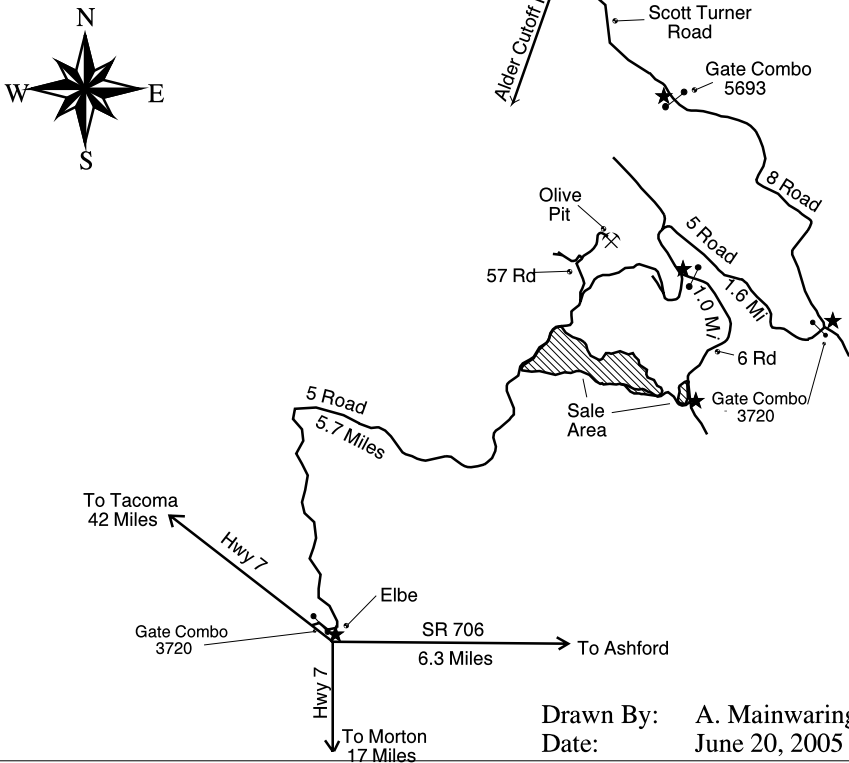 N
W
E
S
Alder Cutoff
Scott Turner
Road
Gate Combo
5693
8 Road
Olive
Pit
57 Rd
5 Road
1.6 Mi
1.0 Mi
6 Rd
Gate Combo
3720
Sale
Area
5 Road
5.7 Miles
To Tacoma
42 Miles
Hwy 7
Elbe
Gate Combo
3720
SR 706
6.3 Miles
To Ashford
Hwy 7
To Morton
17 Miles
Drawn By: A. Mainwaring
Date: June 20, 2005